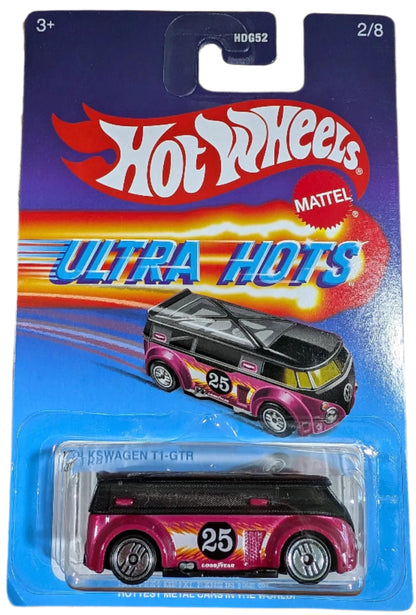 3+
HDG52
2/8
Hot Wheels
®
MATTEL
®
ULTRA HOTS
25
KSWAGEN T1-GTR
25
GOODYEAR
HOTTEST METAL CARS IN THE WORLD!